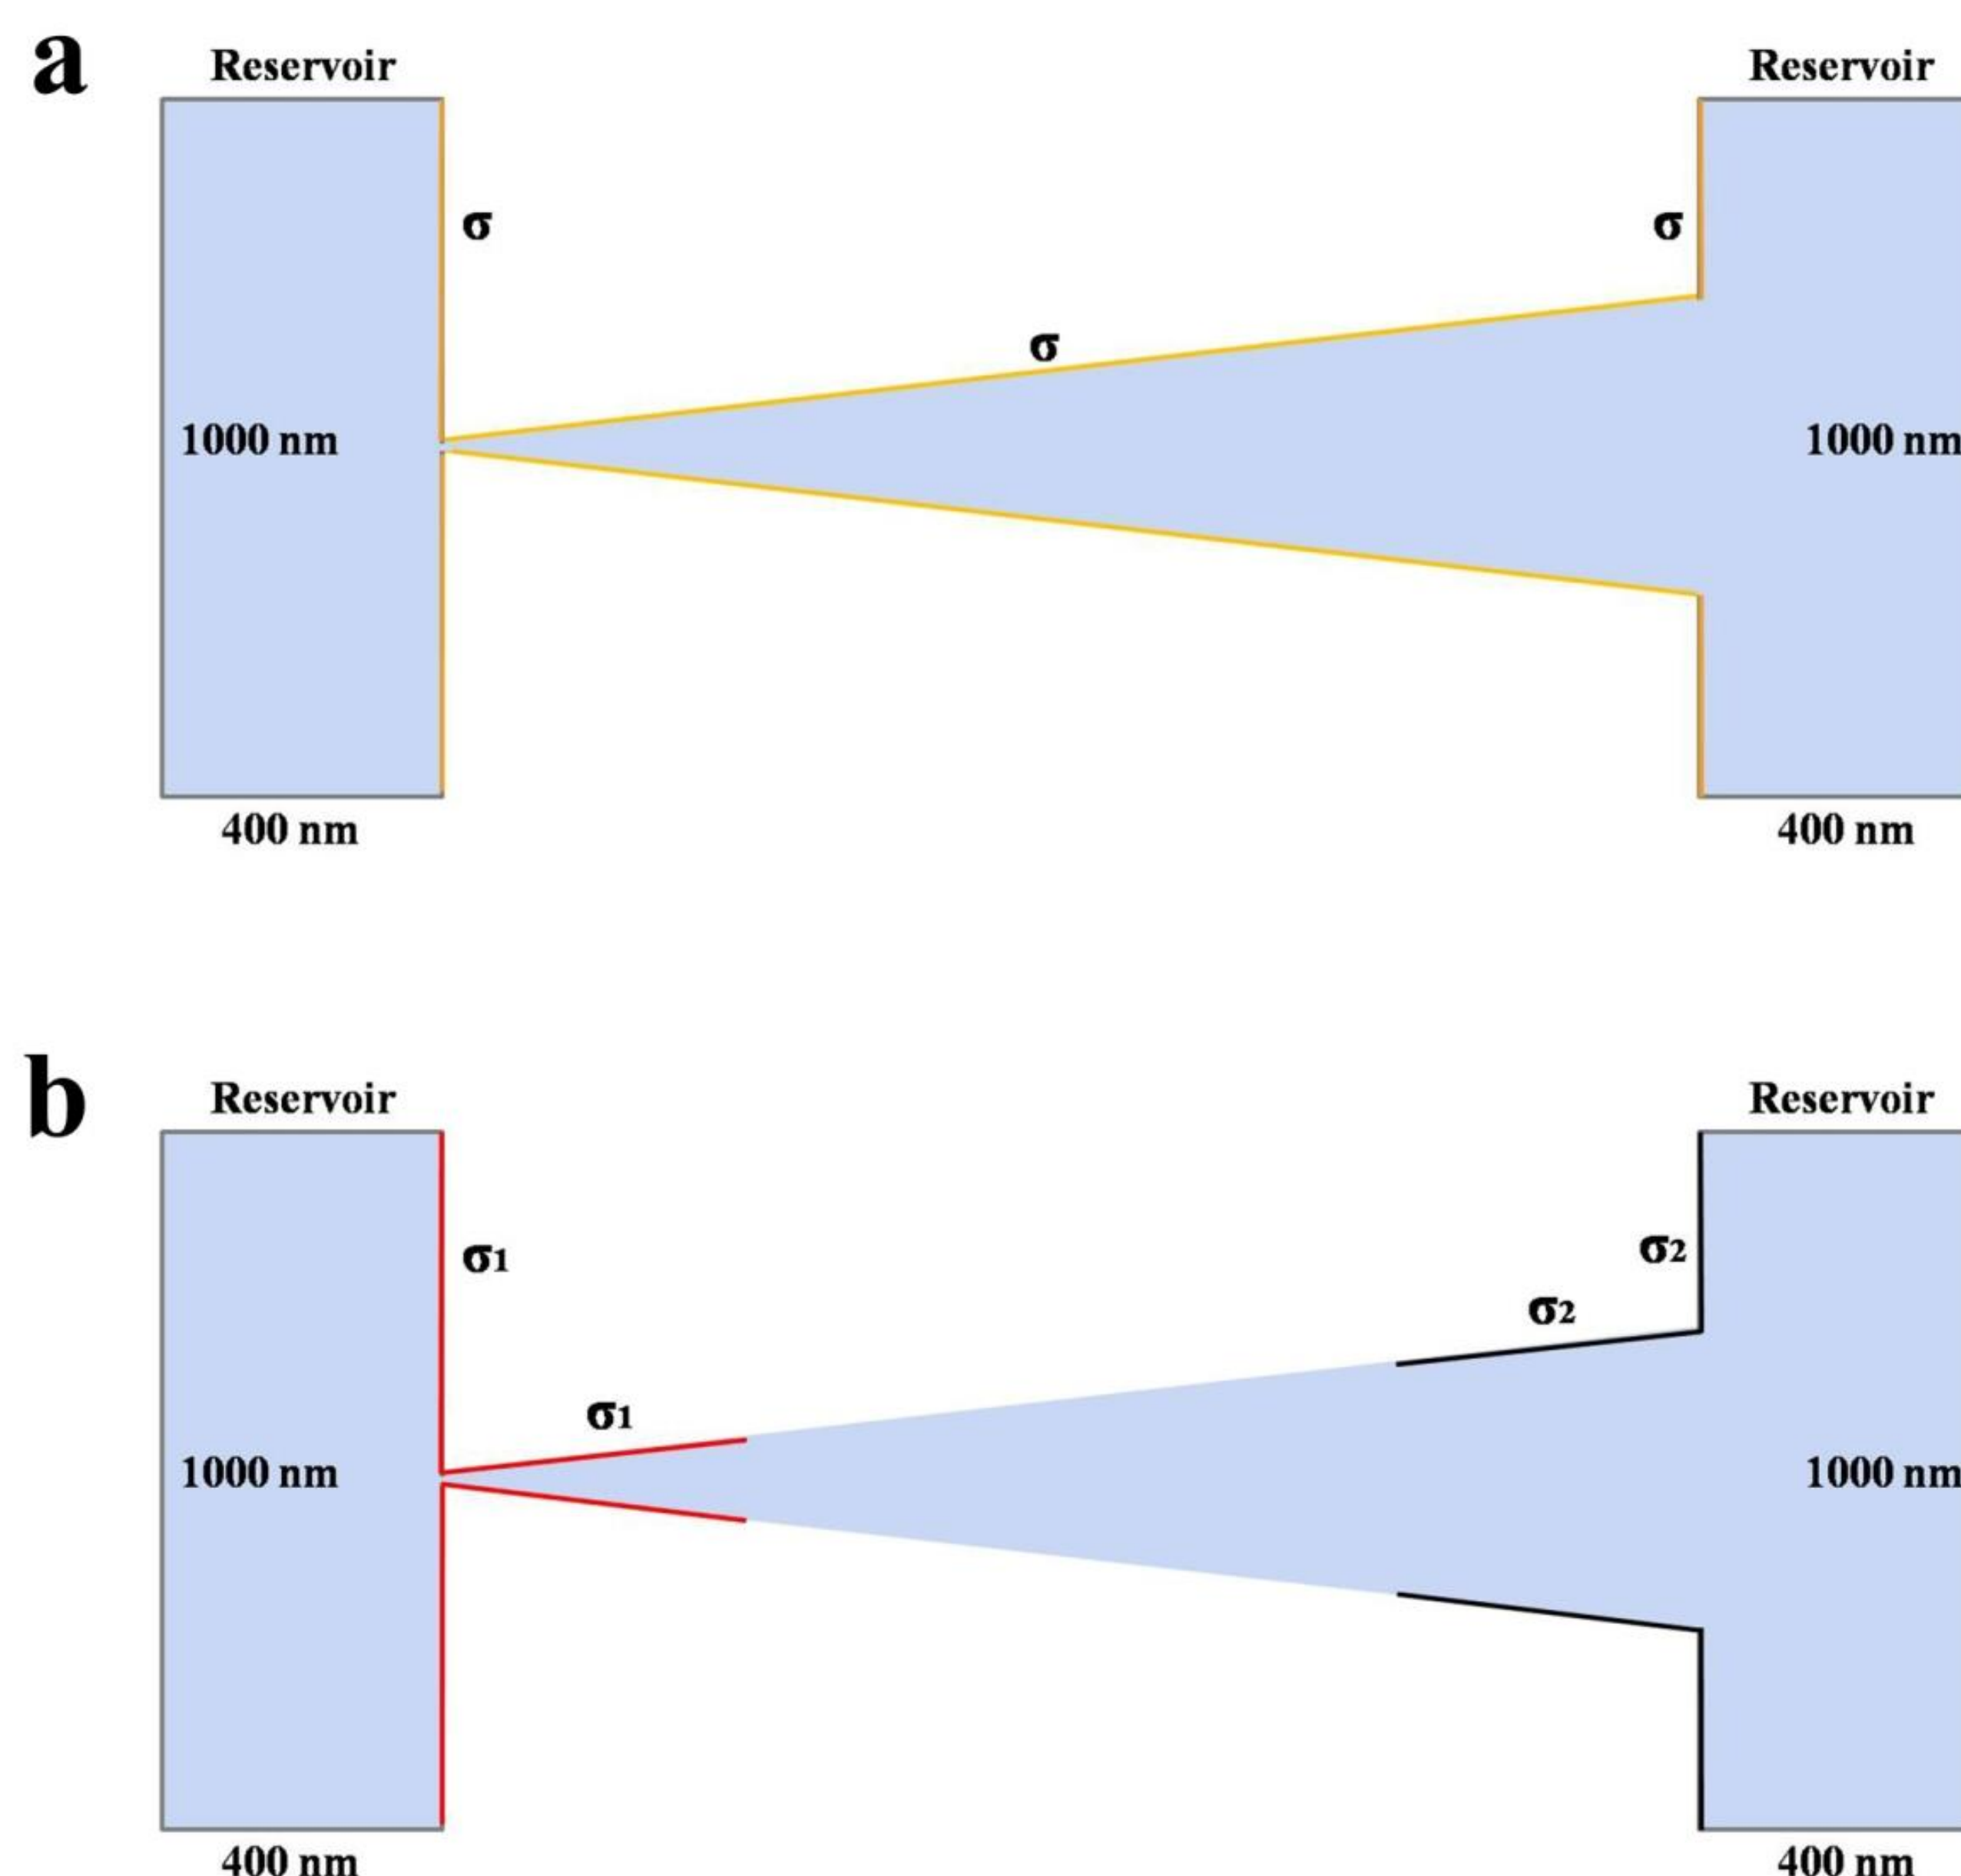 a
Reservoir Reservoir
σ σ
σ
1000 nm 1000 nm
400 nm 400 nm
b
Reservoir Reservoir
σ1 σ2
σ2
σ1
1000 nm 1000 nm
400 nm 400 nm